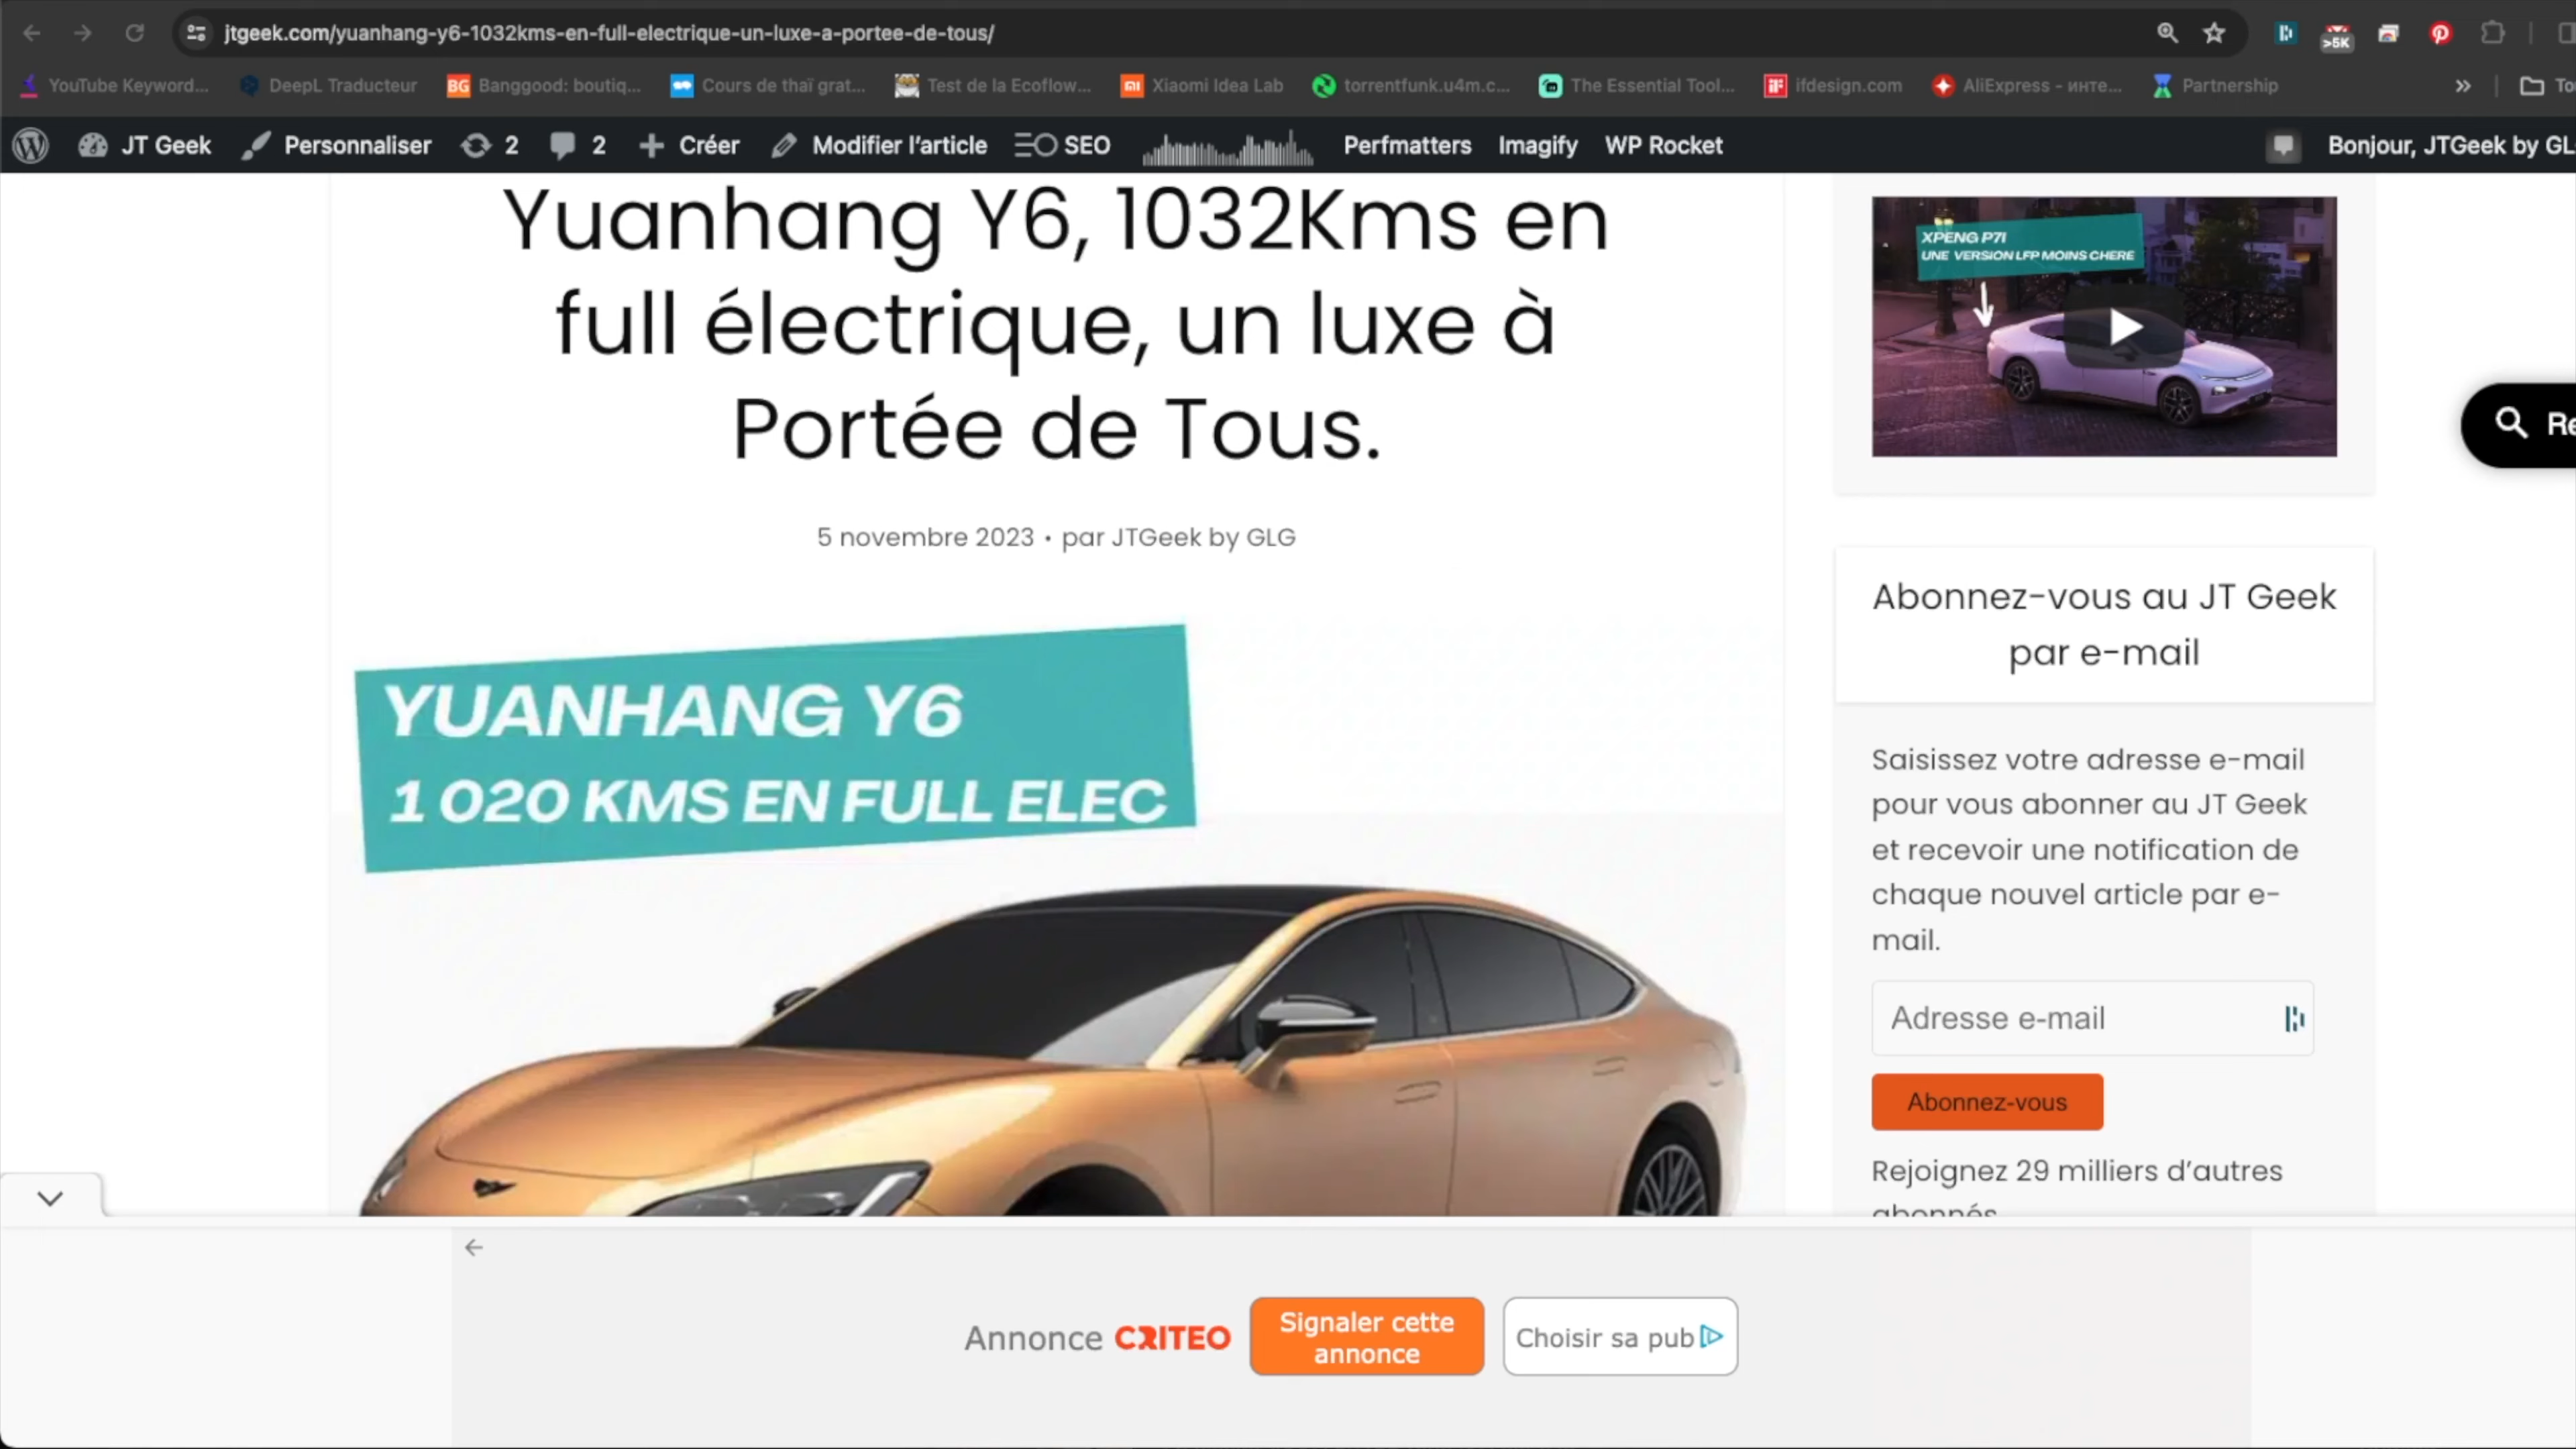 jtgeek.com/yuanhang-y6-1032kms-en-full-electrique-un-luxe-a-portee-de-tous/
>5K
YouTube Keyword...
DeepL Traducteur
BG Banggood: boutiq...
Cours de thaï grat...
Test de la Ecoflow...
Xiaomi Idea Lab
torrentfunk.u4m.c...
The Essential Tool...
ifdesign.com
AliExpress - инте...
Partnership
JT Geek
Personnaliser
2
2
Créer
Modifier l'article
SEO
Perfmatters
Imagify
WP Rocket
Bonjour, JTGeek by
Yuanhang Y6, 1032Kms en
full électrique, un luxe à
Portée de Tous.
5 novembre 2023 • par JTGeek by GLG
YUANHANG Y6
1 020 KMS EN FULL ELEC
XPENG P7I
UNE VERSION LFP MOINS CHERE
Abonnez-vous au JT Geek
par e-mail
Saisissez votre adresse e-mail
pour vous abonner au JT Geek
et recevoir une notification de
chaque nouvel article par e-
mail.
Adresse e-mail
Abonnez-vous
Rejoignez 29 milliers d'autres
abonnés
Annonce CRITEO
Signaler cette
annonce
Choisir sa pub